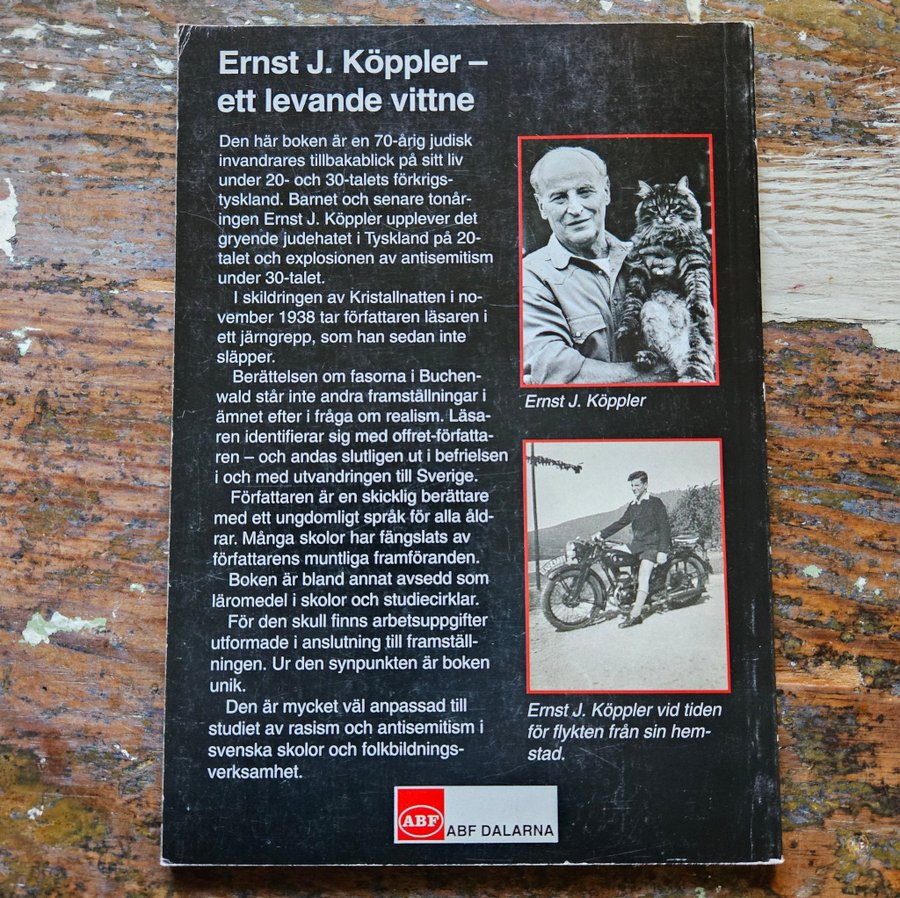 Ernst J. Köppler –
ett levande vittne
Den här boken är en 70-årig judisk
invandrares tillbakablick på sitt liv
under 20- och 30-talets förkrigs-
tyskland. Barnet och senare tonår-
ingen Ernst J. Köppler upplever det
gryende judehatet i Tyskland på 20-
talet och explosionen av antisemitism
under 30-talet.
I skildringen av Kristallnatten i no-
vember 1938 tar författaren läsaren i
ett järngrepp, som han sedan inte
släpper.
Berättelsen om fasorna i Buchen-
wald står inte andra framställningar i
ämnet efter i fråga om realism. Läsa-
ren identifierar sig med offret-författa-
ren – och andas slutligen ut i befrielsen
i och med utvandringen till Sverige.
Författaren är en skicklig berättare
med ett ungdomligt språk för alla åld-
rar. Många skolor har fängslats av
författarens muntliga framföranden.
Boken är bland annat avsedd som
läromedel i skolor och studiecirklar.
För den skull finns arbetsuppgifter
utformade i anslutning till framställ-
ningen. Ur den synpunkten är boken
unik.
Den är mycket väl anpassad till
studiet av rasism och antisemitism i
svenska skolor och folkbildnings-
verksamhet.
Ernst J. Köppler
Ernst J. Köppler vid tiden
för flykten från sin hem-
stad.
ABF
ABF DALARNA